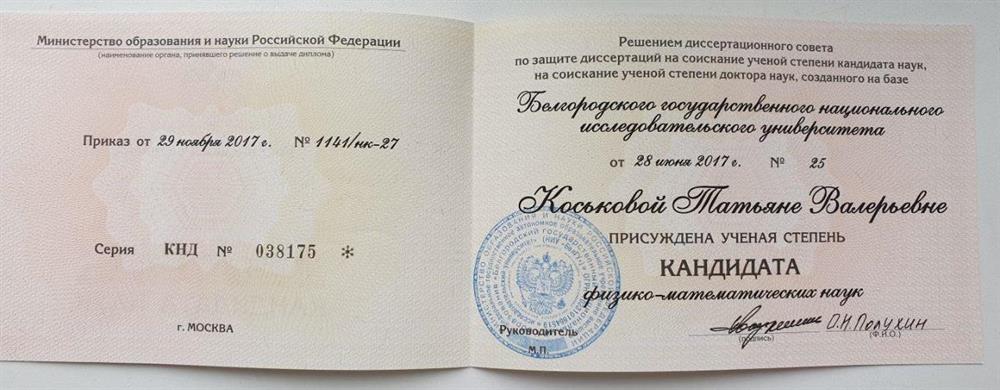 Министерство образования и науки Российской Федерации
(наименование органа, принявшего решение о выдаче диплома)
Приказ от 29 ноября 2017 г. № 1141/нк-27
Серия КНД № 038175 *
г. МОСКВА
Решением диссертационного совета
по защите диссертаций на соискание ученой степени кандидата наук,
на соискание ученой степени доктора наук, созданного на базе
Белгородского государственного национального
исследовательского университета
от 28 июня 2017 г. № 25
Коськовой Татьяне Валерьевне
ПРИСУЖДЕНА УЧЕНАЯ СТЕПЕНЬ
КАНДИДАТА
физико-математических наук
Руководитель О.Н.Полухин
(подпись) (Ф.И.О.)
М.П.